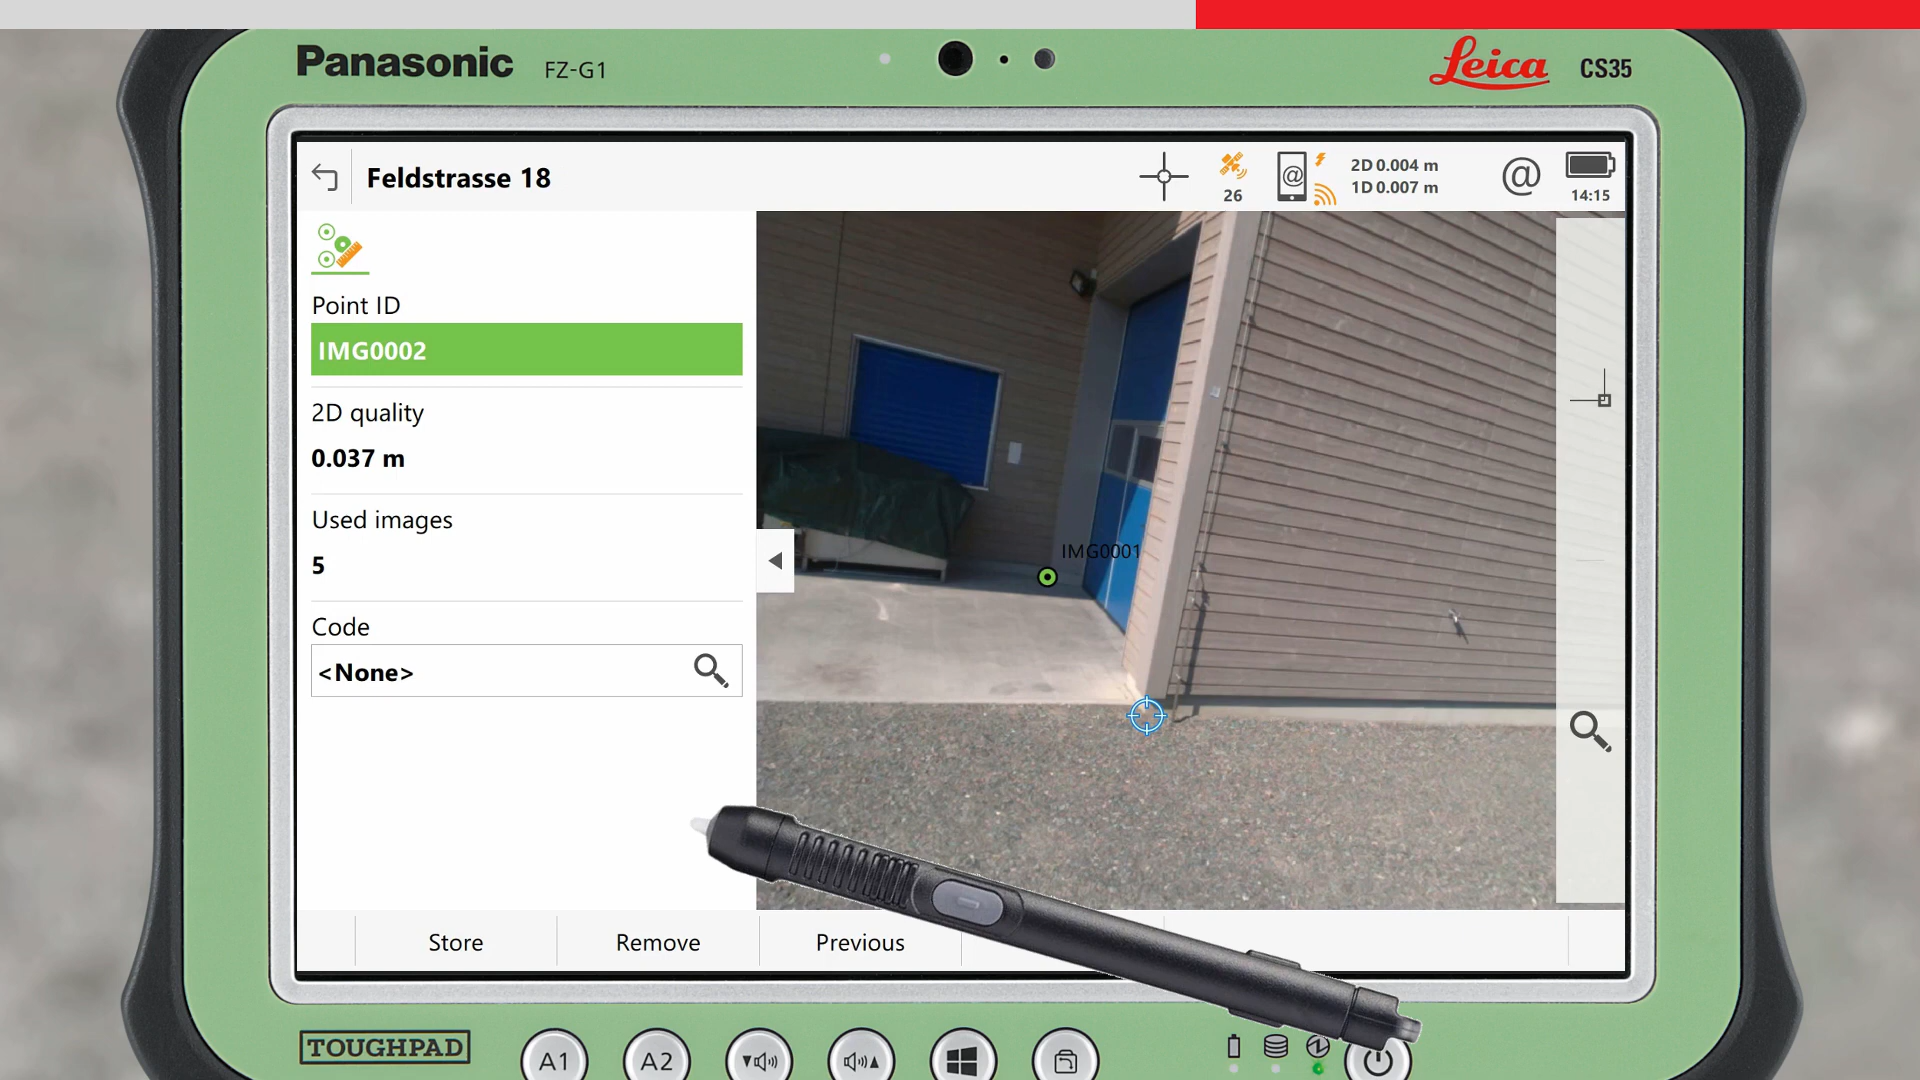 Panasonic FZ-G1
Leica CS35
Feldstrasse 18
26
@
2D 0.004 m
1D 0.007 m
@
14:15
Point ID
IMG0002
2D quality
0.037 m
Used images
5
Code
<None>
IMG0001
Store
Remove
Previous
TOUGHPAD
A1
A2